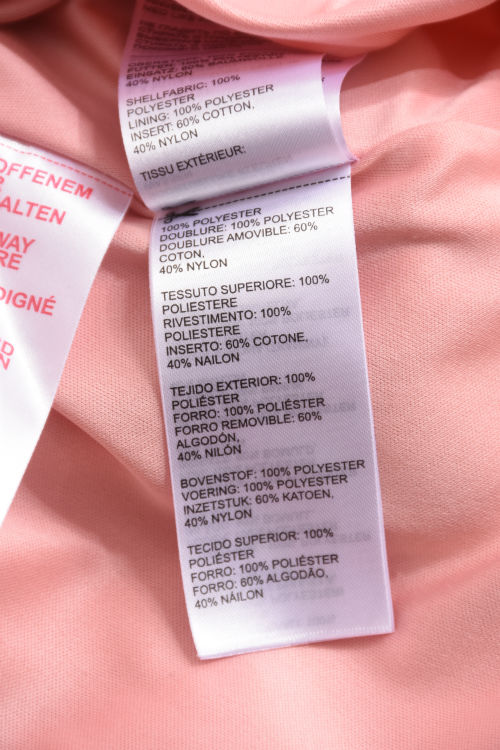 OFFENEM
ALTEN
WAY
RE
DIGNÉ
ED
N
40% NYLON
SHELLFABRIC: 100%
POLYESTER
LINING: 100% POLYESTER
INSERT: 60% COTTON,
40% NYLON
TISSU EXTÉRIEUR:
100% POLYESTER
DOUBLURE: 100% POLYESTER
DOUBLURE AMOVIBLE: 60%
COTON,
40% NYLON
TESSUTO SUPERIORE: 100%
POLIESTERE
RIVESTIMENTO: 100%
POLIESTERE
INSERTO: 60% COTONE,
40% NAILON
TEJIDO EXTERIOR: 100%
POLIÉSTER
FORRO: 100% POLIÉSTER
FORRO REMOVIBLE: 60%
ALGODÓN,
40% NILÓN
BOVENSTOF: 100% POLYESTER
VOERING: 100% POLYESTER
INZETSTUK: 60% KATOEN,
40% NYLON
TECIDO SUPERIOR: 100%
POLIÉSTER
FORRO: 100% POLIÉSTER
FORRO: 60% ALGODÃO,
40% NÁILON